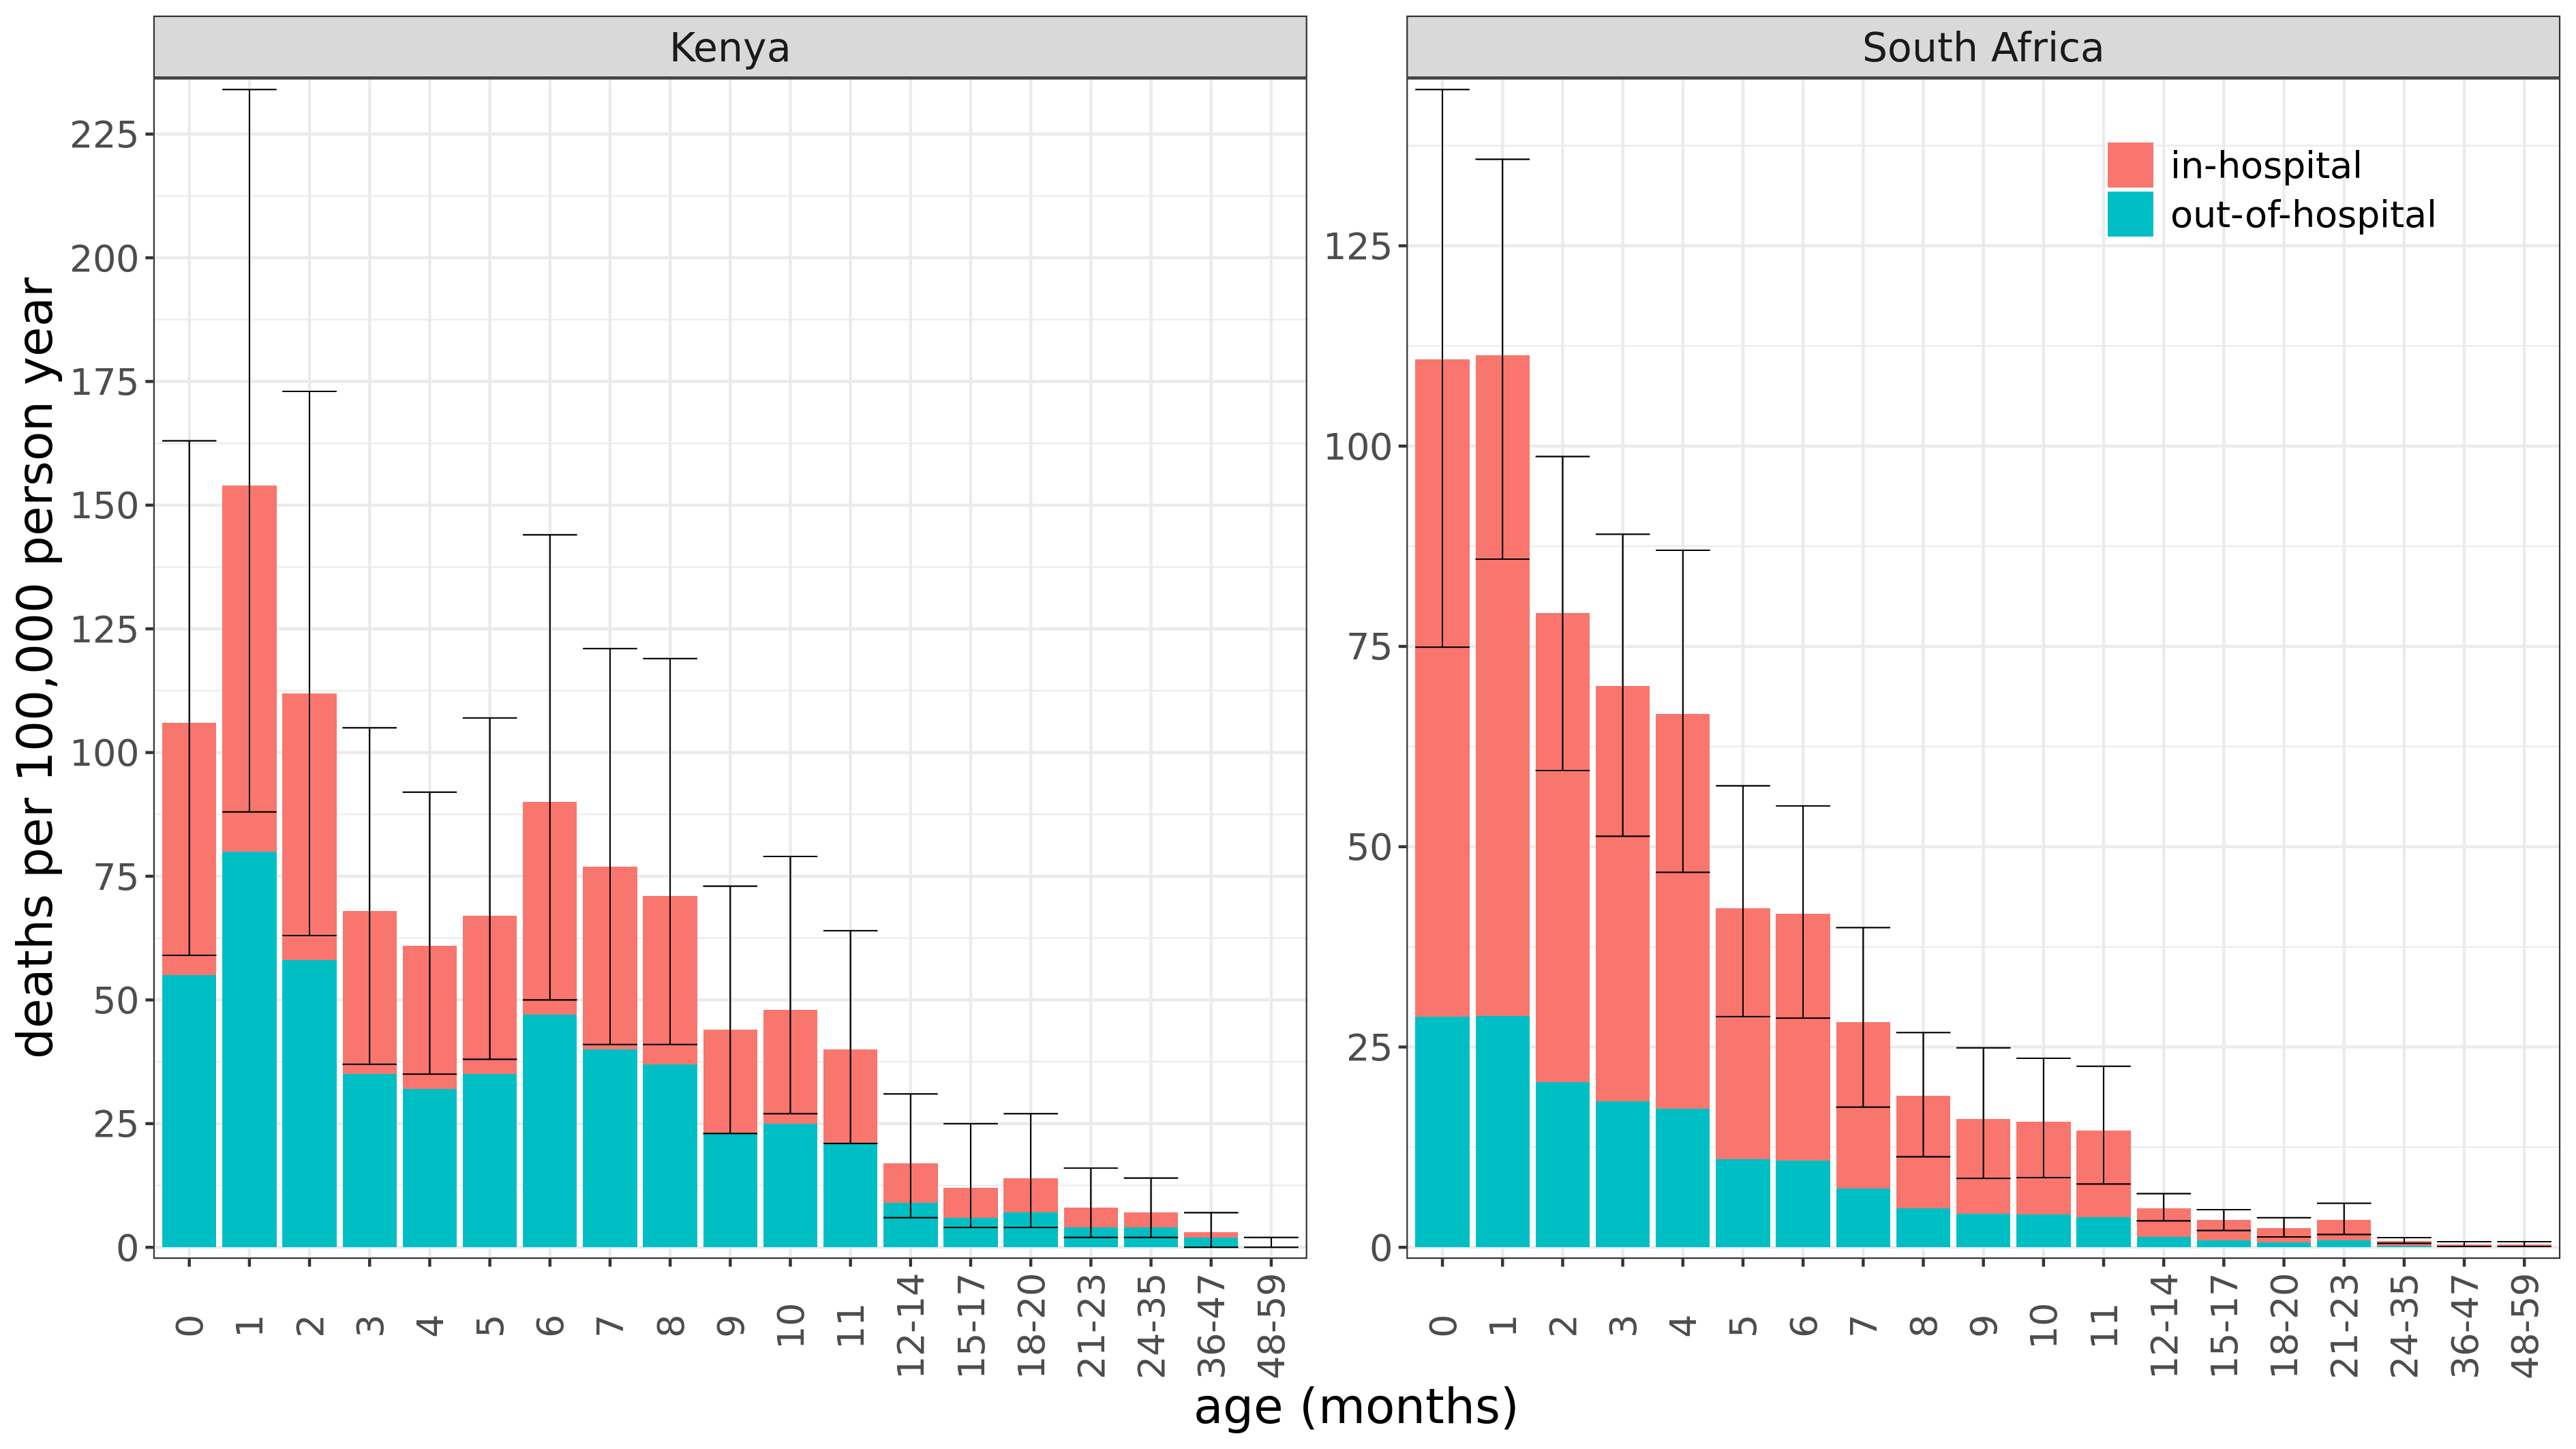 Kenya
South Africa
deaths per 100,000 person year
225
200
175
150
125
100
75
50
25
0
125
100
75
50
25
0
in-hospital
out-of-hospital
0 1 2 3 4 5 6 7 8 9 10 11 12-14 15-17 18-20 21-23 24-35 36-47 48-59
0 1 2 3 4 5 6 7 8 9 10 11 12-14 15-17 18-20 21-23 24-35 36-47 48-59
age (months)